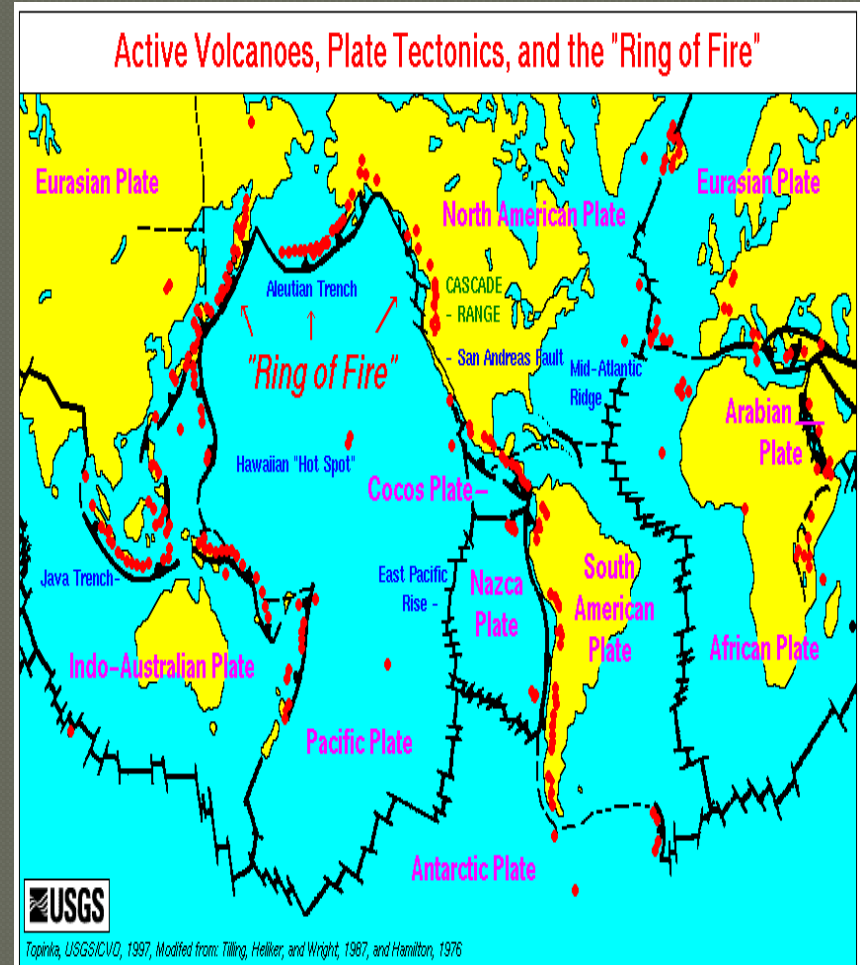 Active Volcanoes, Plate Tectonics, and the "Ring of Fire"
Eurasian Plate
North American Plate
Eurasian Plate
Aleutian Trench
CASCADE
- RANGE
"Ring of Fire"
- San Andreas Fault
Mid-Atlantic
Ridge
Arabian
Plate
Hawaiian "Hot Spot"
Cocos Plate-
Java Trench-
East Pacific
Rise -
Nazca
Plate
South
American
Plate
Indo-Australian Plate
African Plate
Pacific Plate
Antarctic Plate
USGS
Topinka, USGS/CVO, 1997, Modified from: Tilling, Heliker, and Wright, 1987, and Hamilton, 1976